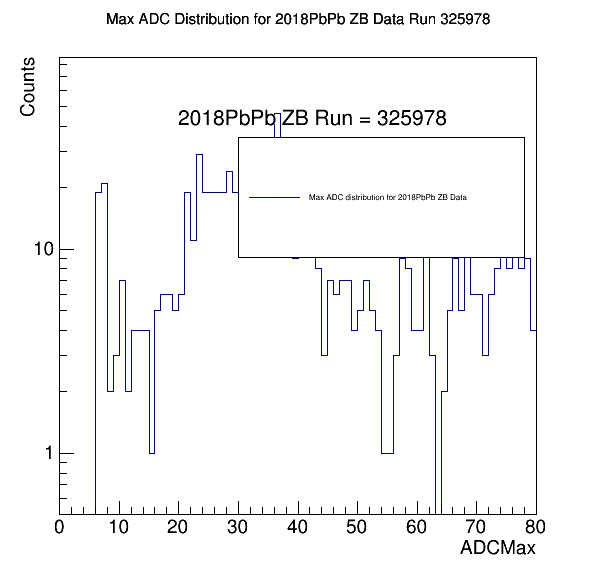 Max ADC Distribution for 2018PbPb ZB Data Run 325978
Counts
2018PbPb ZB Run = 325978
Max ADC distribution for 2018PbPb ZB Data
10
1
0 10 20 30 40 50 60 70 80
ADCMax